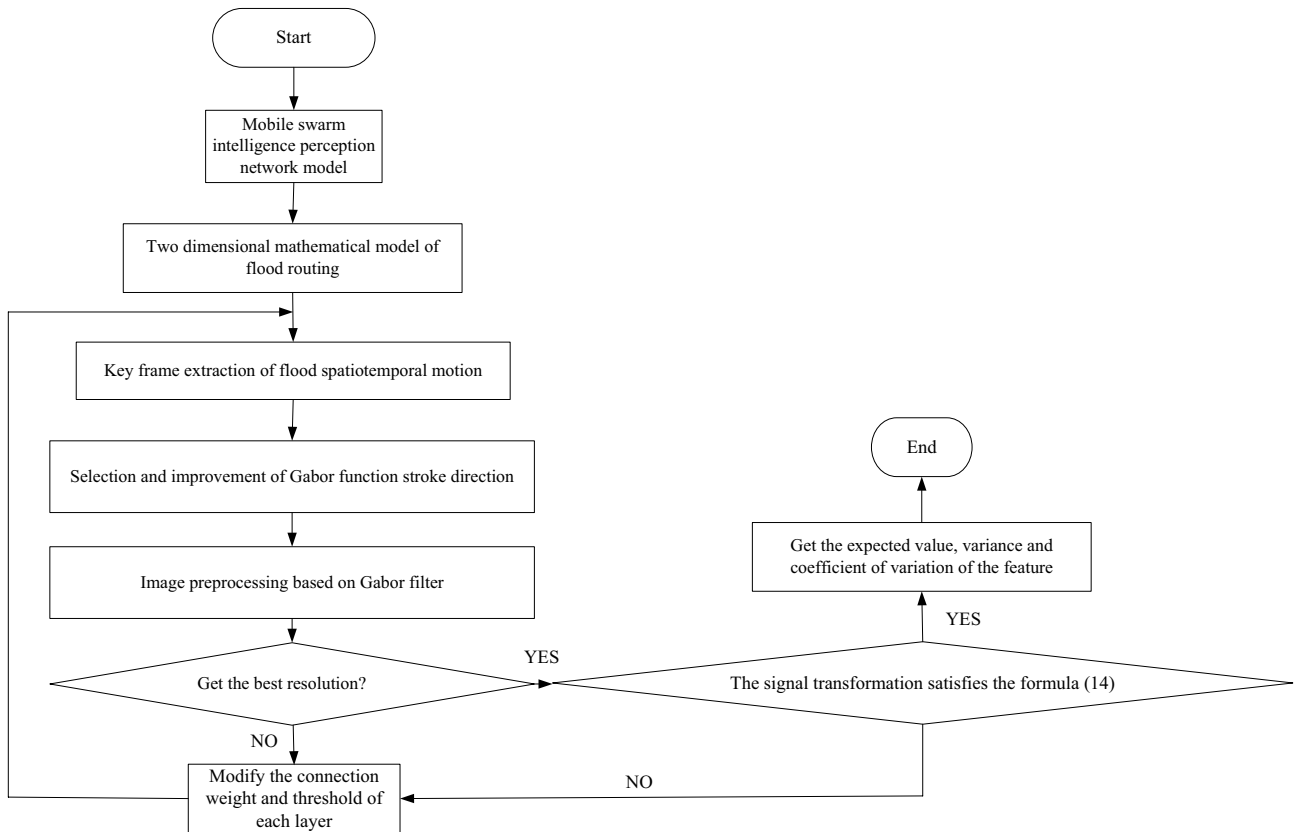 Start
Mobile swarm
intelligence perception
network model
Two dimensional mathematical model of
flood routing
Key frame extraction of flood spatiotemporal motion
Selection and improvement of Gabor function stroke direction
Image preprocessing based on Gabor filter
Get the best resolution?
YES
NO
Modify the connection
weight and threshold of
each layer
The signal transformation satisfies the formula (14)
NO
YES
Get the expected value, variance and
coefficient of variation of the feature
End